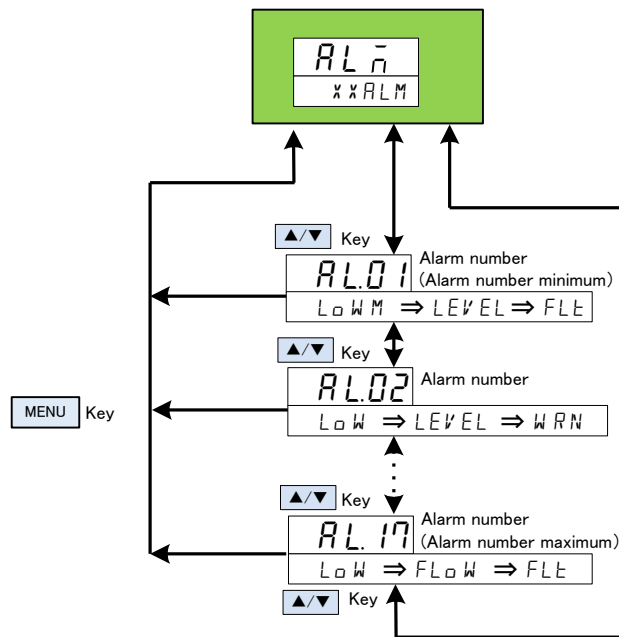 AL n̄
XXALM
▲/▼ Key
Alarm number
AL.01 (Alarm number minimum)
LoWM ⇒ LEVEL ⇒ FLt
▲/▼ Key
AL.02 Alarm number
MENU Key
LoW ⇒ LEVEL ⇒ WRN
▲/▼ Key
Alarm number
AL.17 (Alarm number maximum)
LoW ⇒ FLoW ⇒ FLt
▲/▼ Key